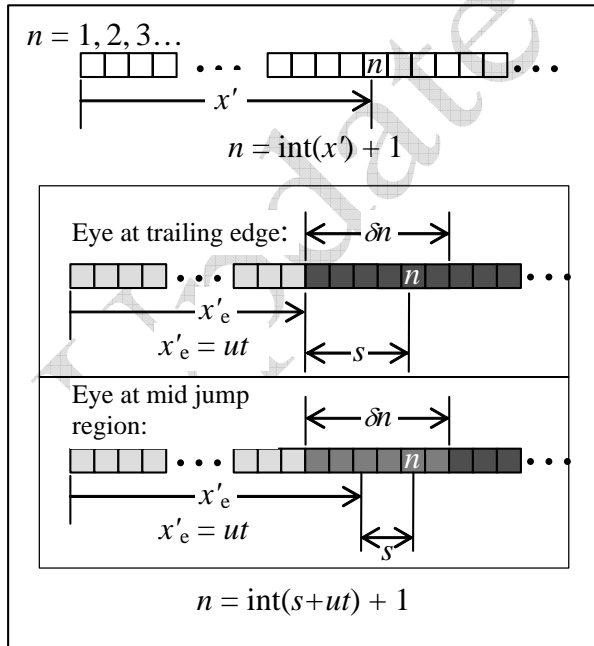 n = 1, 2, 3…
n
x'
n = int(x') + 1
Eye at trailing edge:
δn
n
x'e
x'e = ut
s
Eye at mid jump
region:
δn
n
x'e
x'e = ut
s
n = int(s+ut) + 1